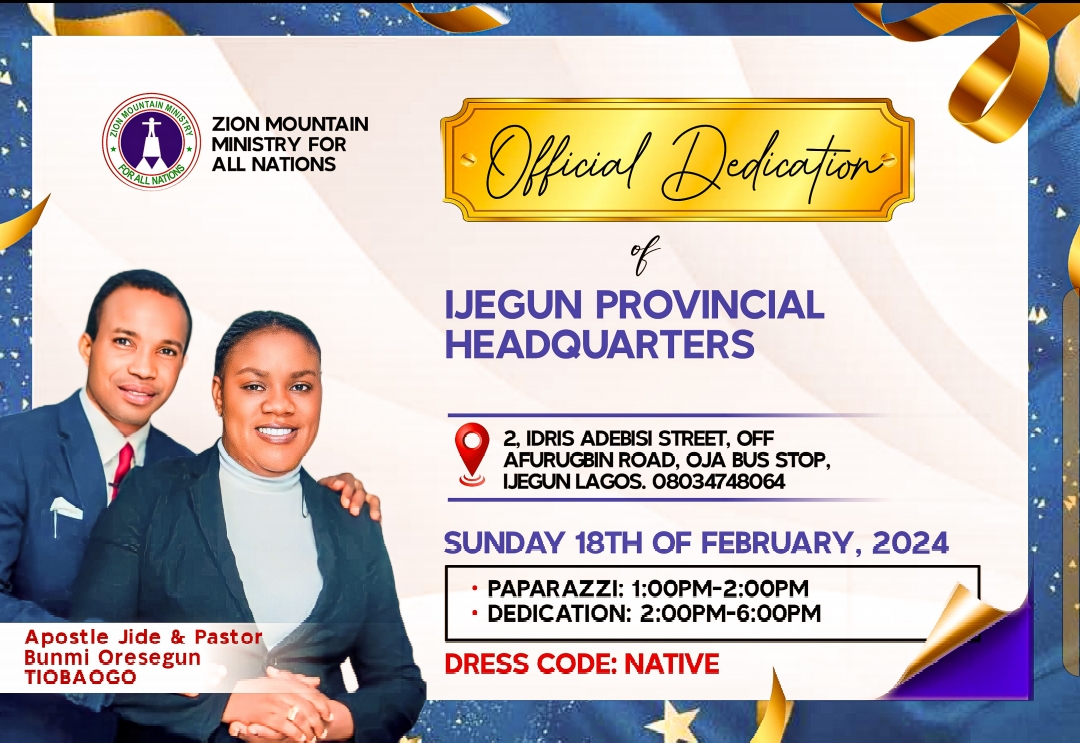 ZION MOUNTAIN MINISTRY
FOR ALL NATIONS
ZION MOUNTAIN
MINISTRY FOR
ALL NATIONS
Official Dedication
of
IJEGUN PROVINCIAL
HEADQUARTERS
2, IDRIS ADEBISI STREET, OFF
AFURUGBIN ROAD, OJA BUS STOP,
IJEGUN LAGOS. 08034748064
SUNDAY 18TH OF FEBRUARY, 2024
• PAPARAZZI: 1:00PM-2:00PM
• DEDICATION: 2:00PM-6:00PM
DRESS CODE: NATIVE
Apostle Jide & Pastor
Bunmi Oresegun
TIOBAOGO